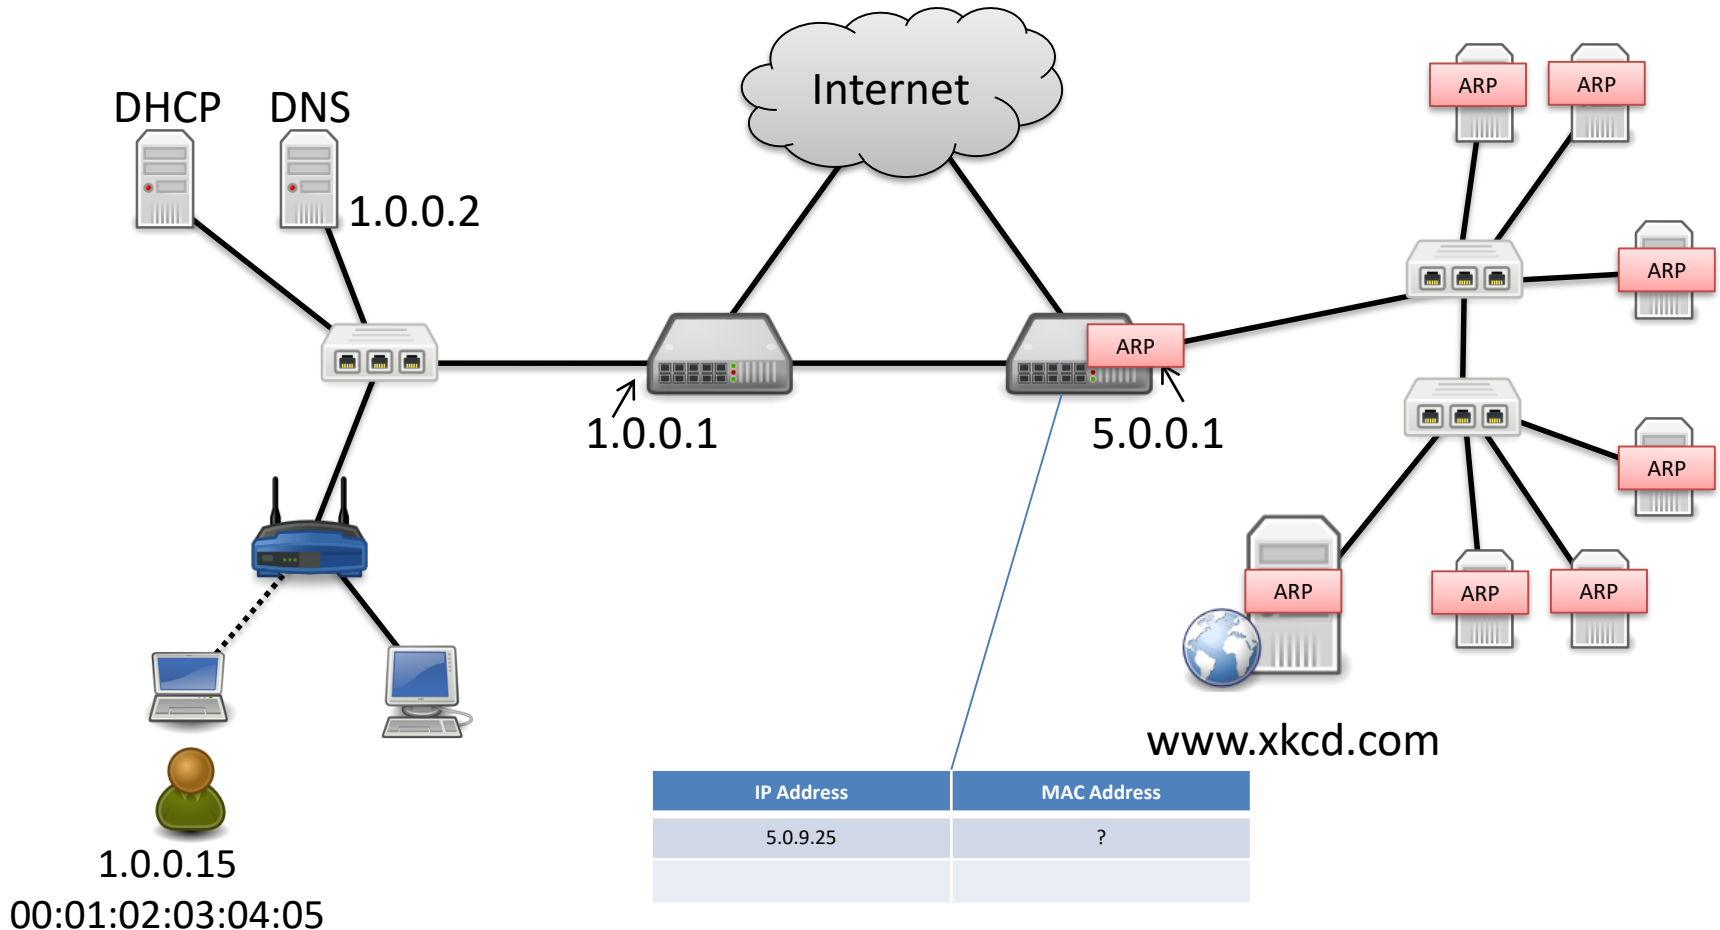 Internet
DHCP
DNS
1.0.0.2
ARP
ARP
ARP
ARP
1.0.0.1
5.0.0.1
ARP
ARP
ARP
ARP
www.xkcd.com
IP Address
MAC Address
5.0.9.25
?
1.0.0.15
00:01:02:03:04:05